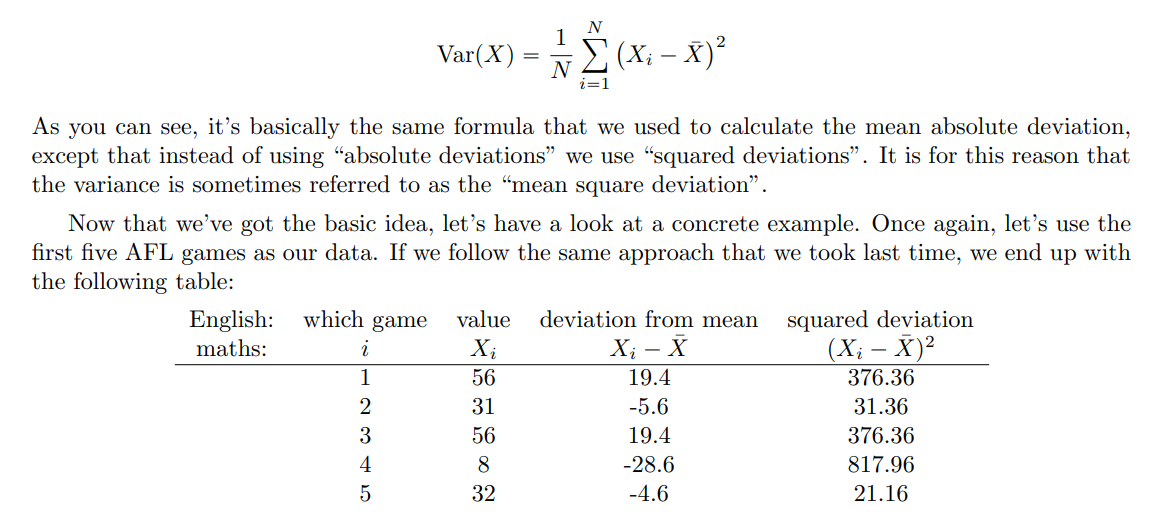 Var(X) = \frac{1}{N} \sum_{i=1}^{N} (X_i − X̄)^2
As you can see, it’s basically the same formula that we used to calculate the mean absolute deviation,
except that instead of using “absolute deviations” we use “squared deviations”. It is for this reason that
the variance is sometimes referred to as the “mean square deviation”.
Now that we’ve got the basic idea, let’s have a look at a concrete example. Once again, let’s use the
first five AFL games as our data. If we follow the same approach that we took last time, we end up with
the following table:
English: which game value deviation from mean squared deviation
maths: i X_i X_i − X̄ (X_i − X̄)^2
1 56 19.4 376.36
2 31 -5.6 31.36
3 56 19.4 376.36
4 8 -28.6 817.96
5 32 -4.6 21.16